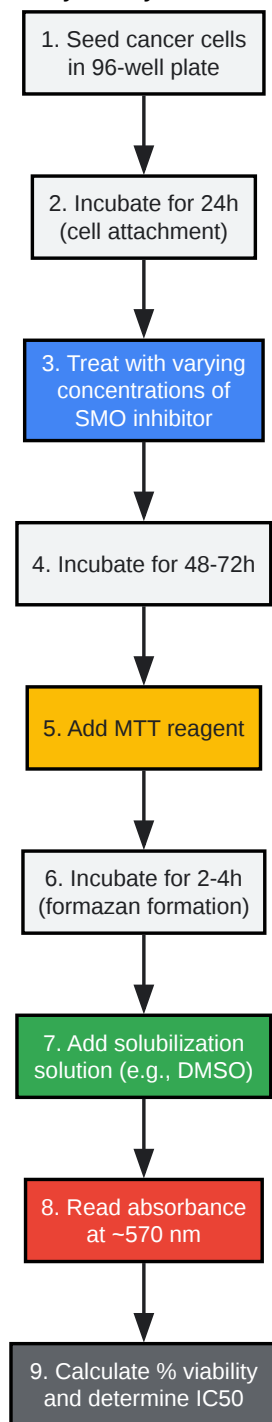 1. Seed cancer cells
in 96-well plate
2. Incubate for 24h
(cell attachment)
3. Treat with varying
concentrations of
SMO inhibitor
4. Incubate for 48-72h
5. Add MTT reagent
6. Incubate for 2-4h
(formazan formation)
7. Add solubilization
solution (e.g., DMSO)
8. Read absorbance
at ~570 nm
9. Calculate % viability
and determine IC50